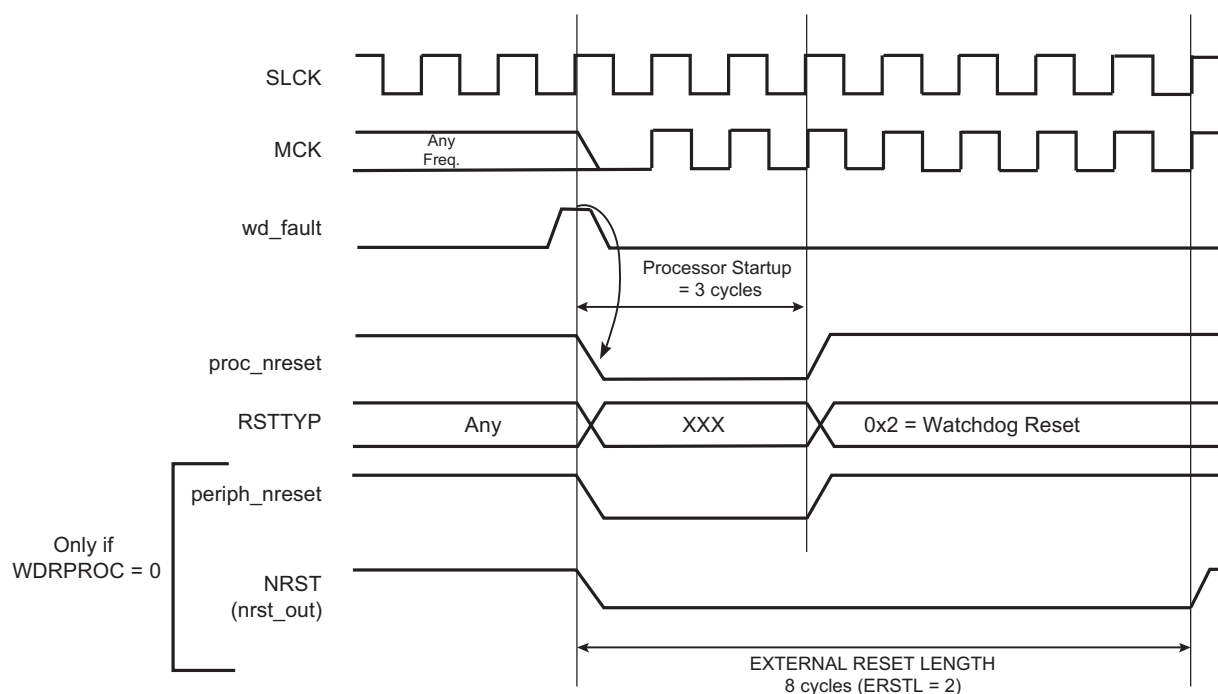 SLCK
MCK
Any
Freq.
wd_fault
Processor Startup
= 3 cycles
proc_nreset
RSTTYP
Any
XXX
0x2 = Watchdog Reset
periph_nreset
Only if
WDRPROC = 0
NRST
(nrst_out)
EXTERNAL RESET LENGTH
8 cycles (ERSTL = 2)